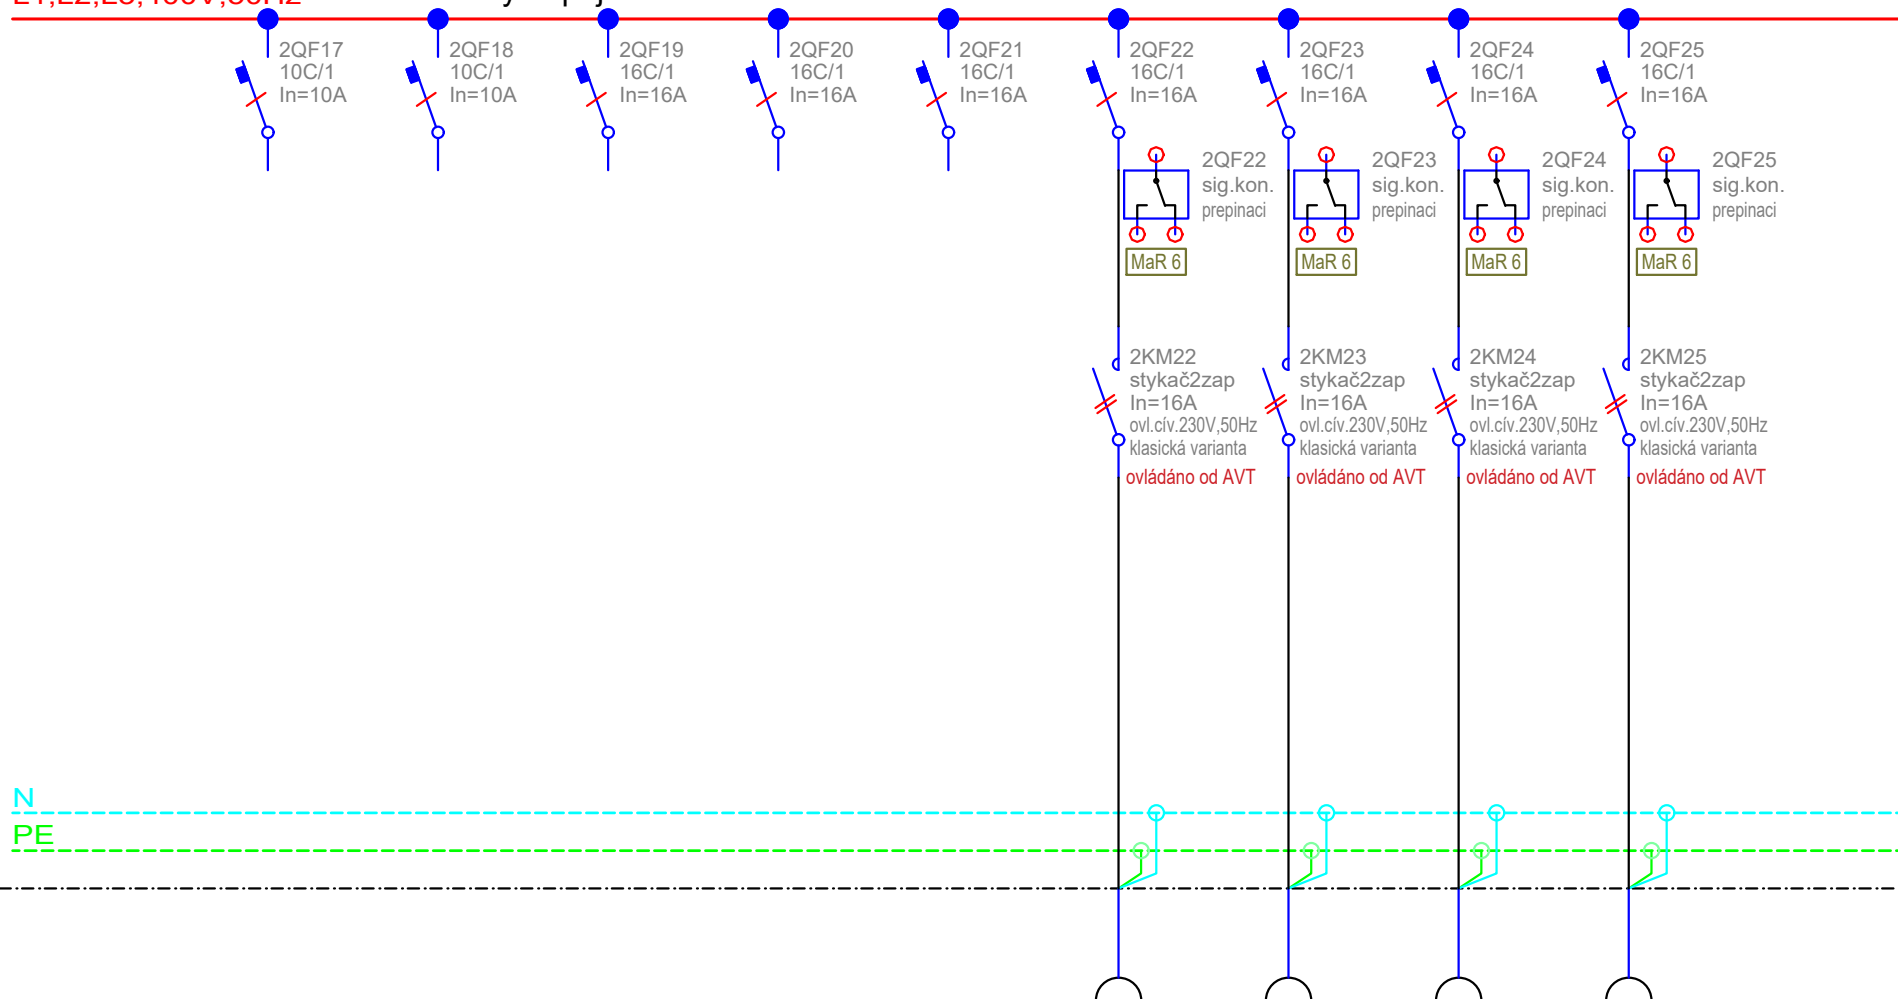 L1,L2,L3,400V,50Hz
2QF17
10C/1
In=10A
2QF18
10C/1
In=10A
2QF19
16C/1
In=16A
2QF20
16C/1
In=16A
2QF21
16C/1
In=16A
2QF22
16C/1
In=16A
2QF23
16C/1
In=16A
2QF24
16C/1
In=16A
2QF25
16C/1
In=16A
2QF22
sig.kon.
prepinaci
MaR 6
2QF23
sig.kon.
prepinaci
MaR 6
2QF24
sig.kon.
prepinaci
MaR 6
2QF25
sig.kon.
prepinaci
MaR 6
2KM22
stykač2zap
In=16A
ovl.cív.230V,50Hz
klasická varianta
ovládáno od AVT
2KM23
stykač2zap
In=16A
ovl.cív.230V,50Hz
klasická varianta
ovládáno od AVT
2KM24
stykač2zap
In=16A
ovl.cív.230V,50Hz
klasická varianta
ovládáno od AVT
2KM25
stykač2zap
In=16A
ovl.cív.230V,50Hz
klasická varianta
ovládáno od AVT
N
PE